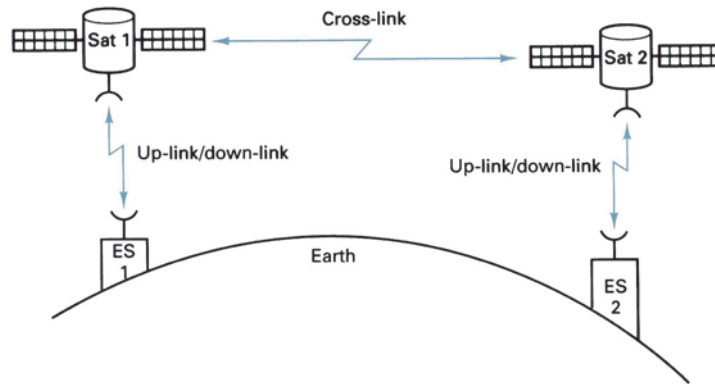 Cross-link
Sat 1
Sat 2
Up-link/down-link
Up-link/down-link
ES
1
Earth
ES
2